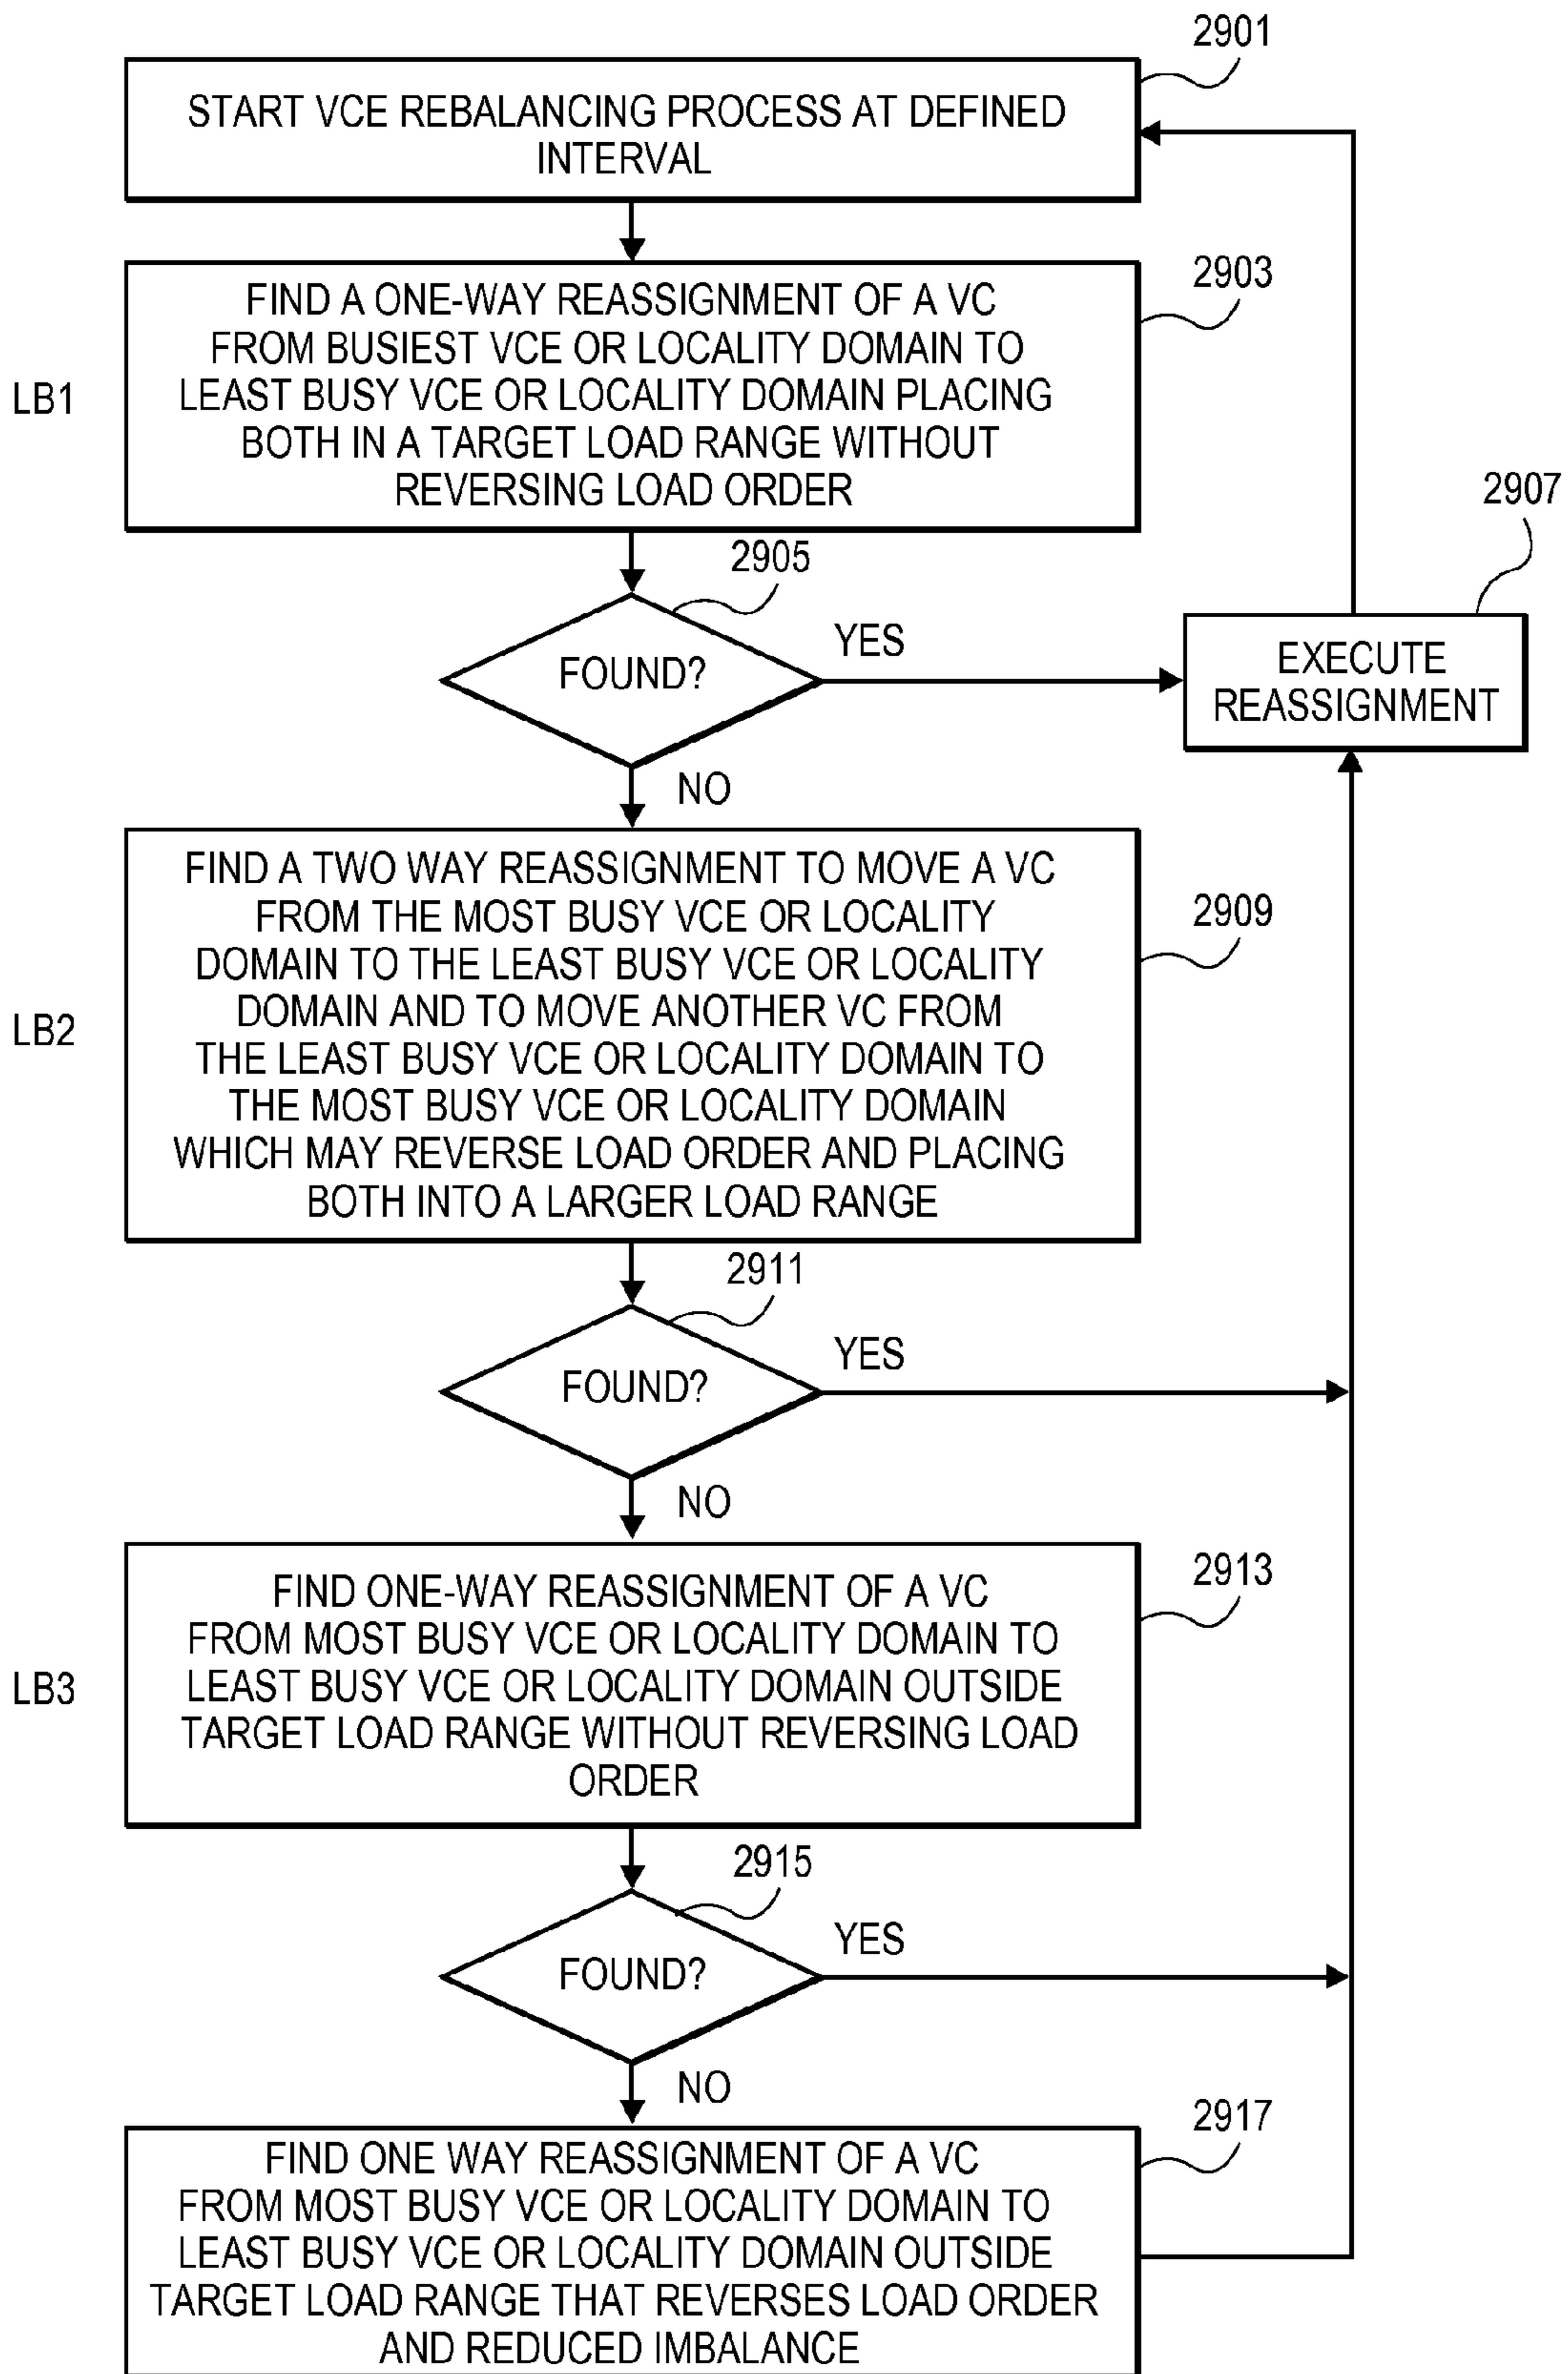 2901
START VCE REBALANCING PROCESS AT DEFINED
INTERVAL
2903
FIND A ONE-WAY REASSIGNMENT OF A VC
FROM BUSIEST VCE OR LOCALITY DOMAIN TO
LEAST BUSY VCE OR LOCALITY DOMAIN PLACING
BOTH IN A TARGET LOAD RANGE WITHOUT
REVERSING LOAD ORDER
LB1
2905
FOUND?
YES
2907
EXECUTE
REASSIGNMENT
NO
2909
FIND A TWO WAY REASSIGNMENT TO MOVE A VC
FROM THE MOST BUSY VCE OR LOCALITY
DOMAIN TO THE LEAST BUSY VCE OR LOCALITY
DOMAIN AND TO MOVE ANOTHER VC FROM
THE LEAST BUSY VCE OR LOCALITY DOMAIN TO
THE MOST BUSY VCE OR LOCALITY DOMAIN
WHICH MAY REVERSE LOAD ORDER AND PLACING
BOTH INTO A LARGER LOAD RANGE
LB2
2911
FOUND?
YES
NO
2913
FIND ONE-WAY REASSIGNMENT OF A VC
FROM MOST BUSY VCE OR LOCALITY DOMAIN TO
LEAST BUSY VCE OR LOCALITY DOMAIN OUTSIDE
TARGET LOAD RANGE WITHOUT REVERSING LOAD
ORDER
LB3
2915
FOUND?
YES
NO
2917
FIND ONE WAY REASSIGNMENT OF A VC
FROM MOST BUSY VCE OR LOCALITY DOMAIN TO
LEAST BUSY VCE OR LOCALITY DOMAIN OUTSIDE
TARGET LOAD RANGE THAT REVERSES LOAD ORDER
AND REDUCED IMBALANCE